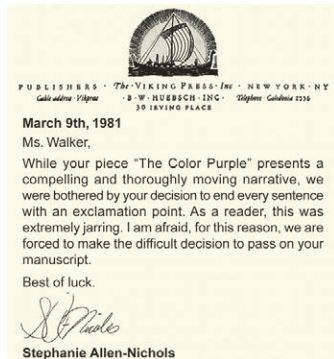 PUBLISHERS · The · VIKING PRESS · Inc · NEW YORK · NY
Cable address · Vikpress · B · W · HUEBSCH · INC · Telephone · Caledonia 2356
30 IRVING PLACE
March 9th, 1981
Ms. Walker,
While your piece “The Color Purple” presents a
compelling and thoroughly moving narrative, we
were bothered by your decision to end every sentence
with an exclamation point. As a reader, this was
extremely jarring. I am afraid, for this reason, we are
forced to make the difficult decision to pass on your
manuscript.
Best of luck.
Stephanie Allen-Nichols